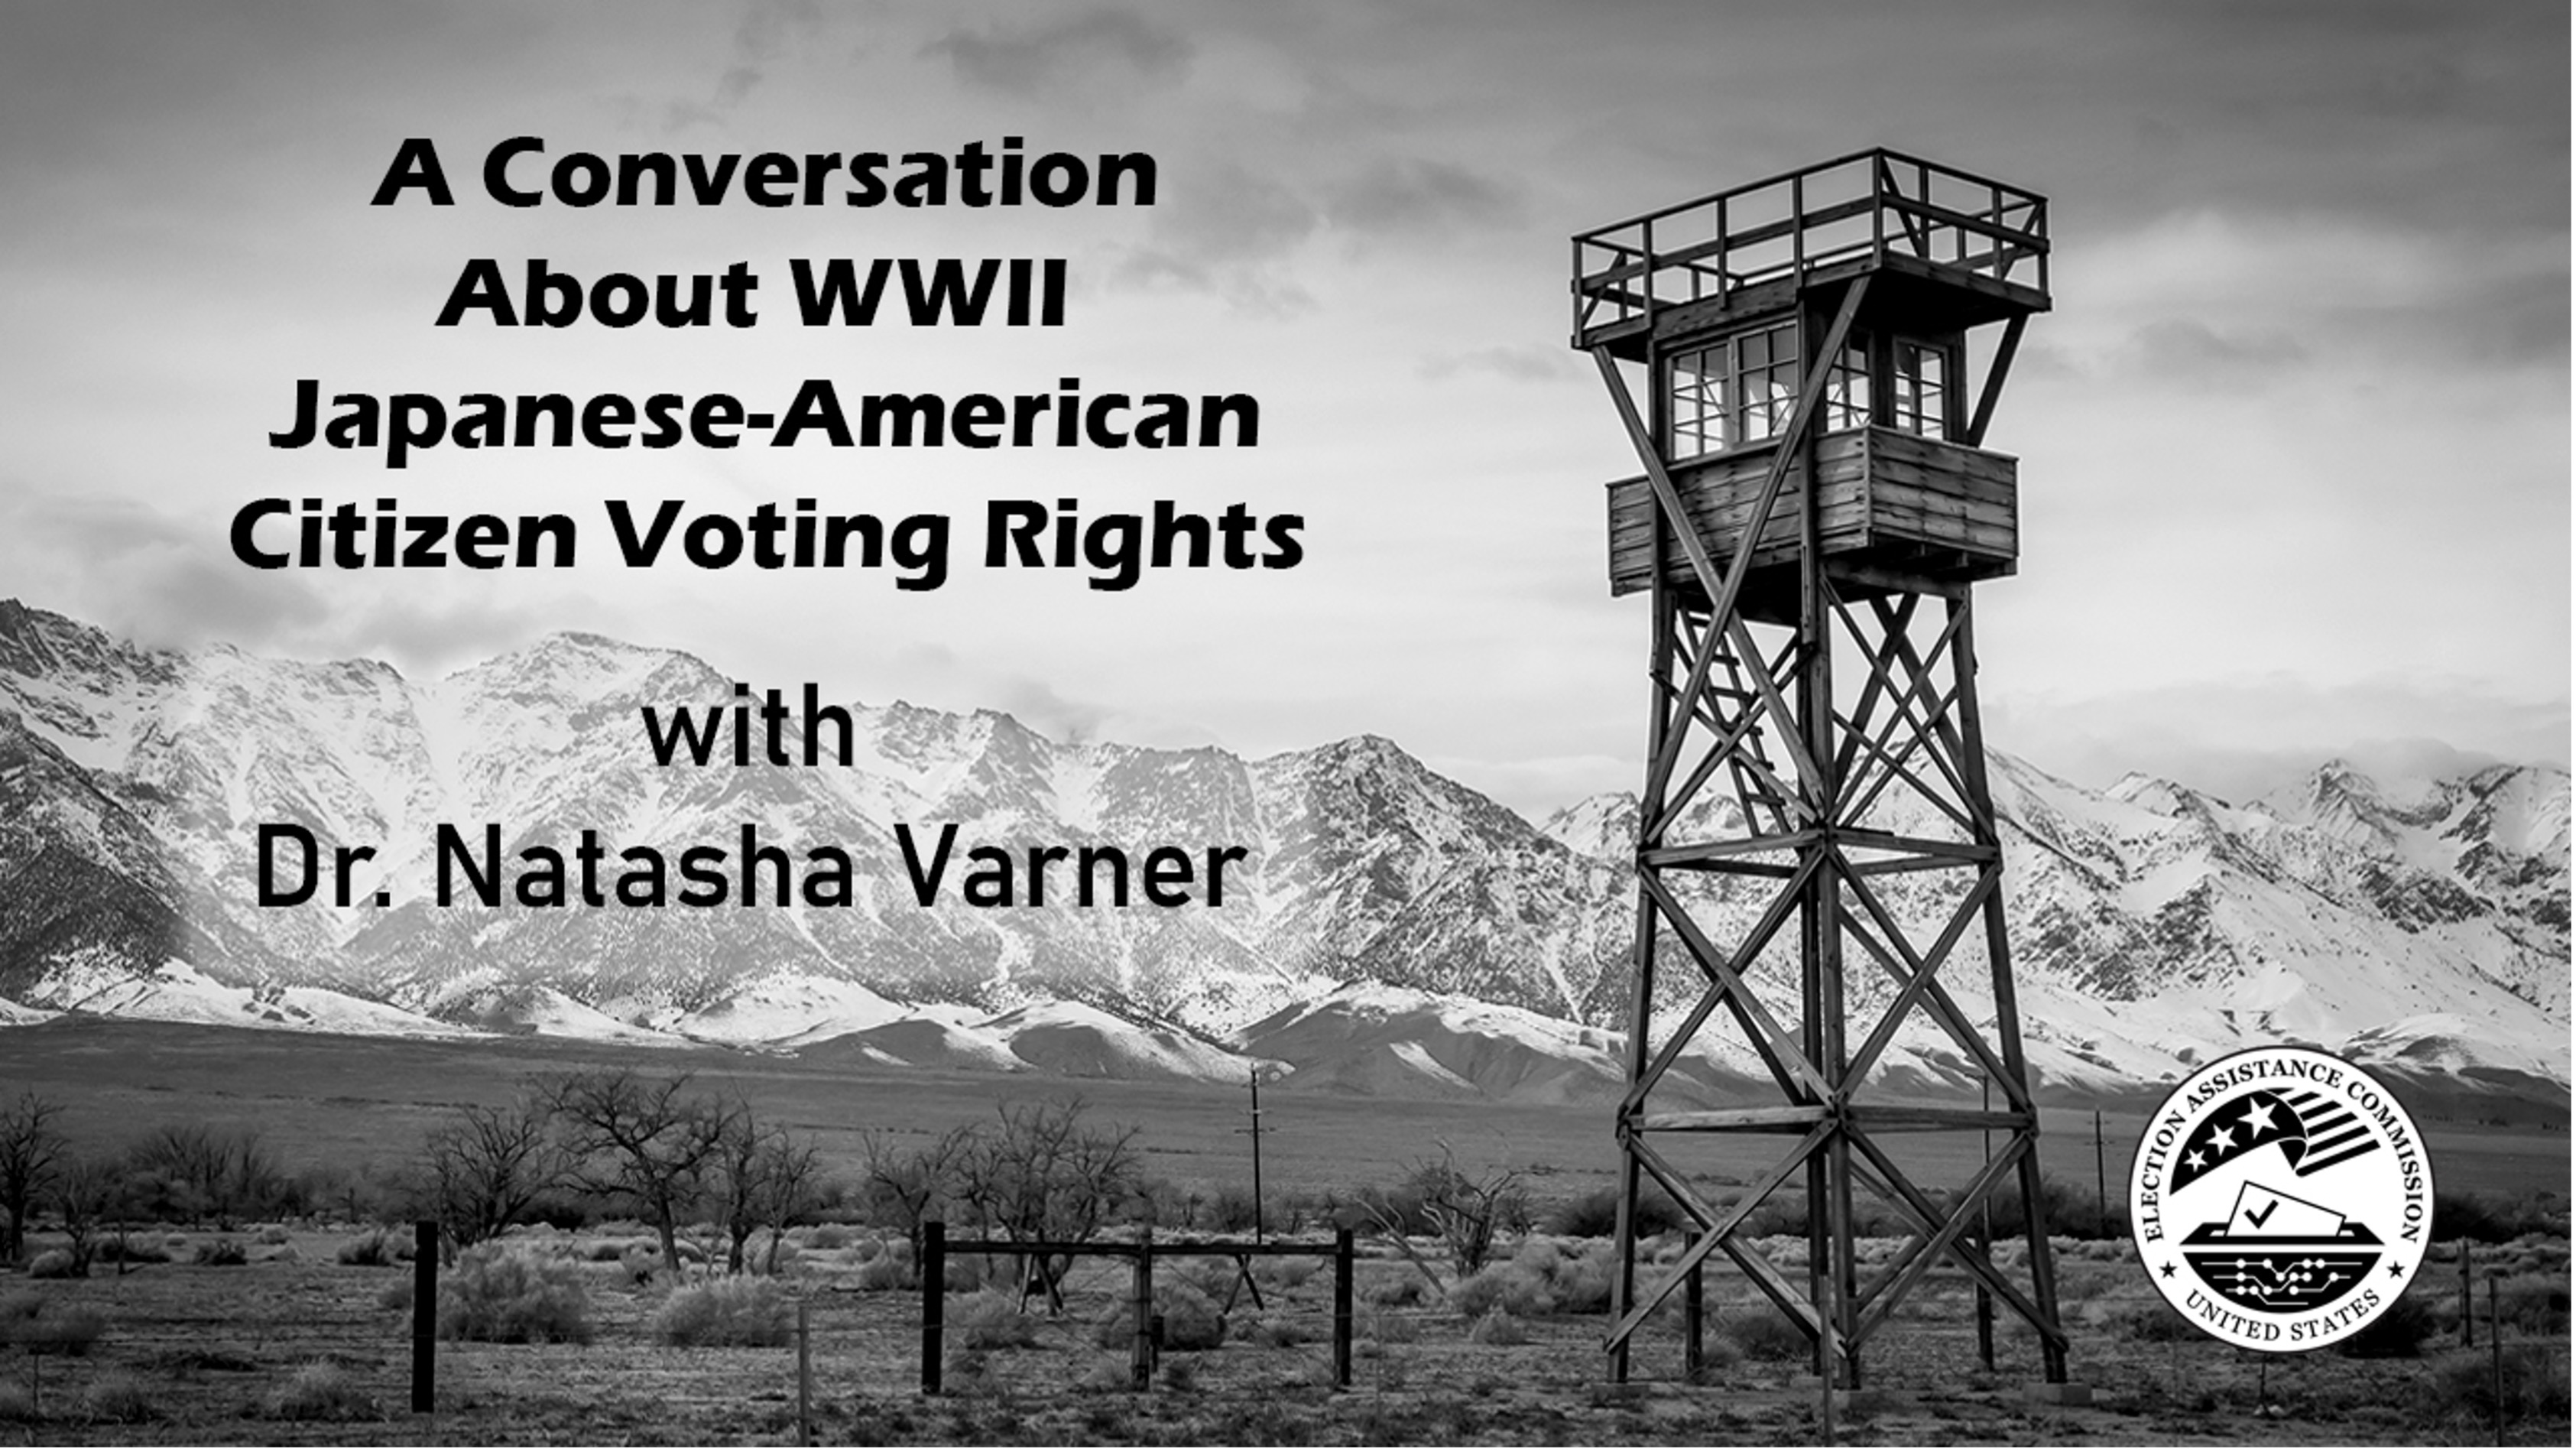 A Conversation
About WWII
Japanese-American
Citizen Voting Rights
with
Dr. Natasha Varner
ELECTION ASSISTANCE COMMISSION
UNITED STATES